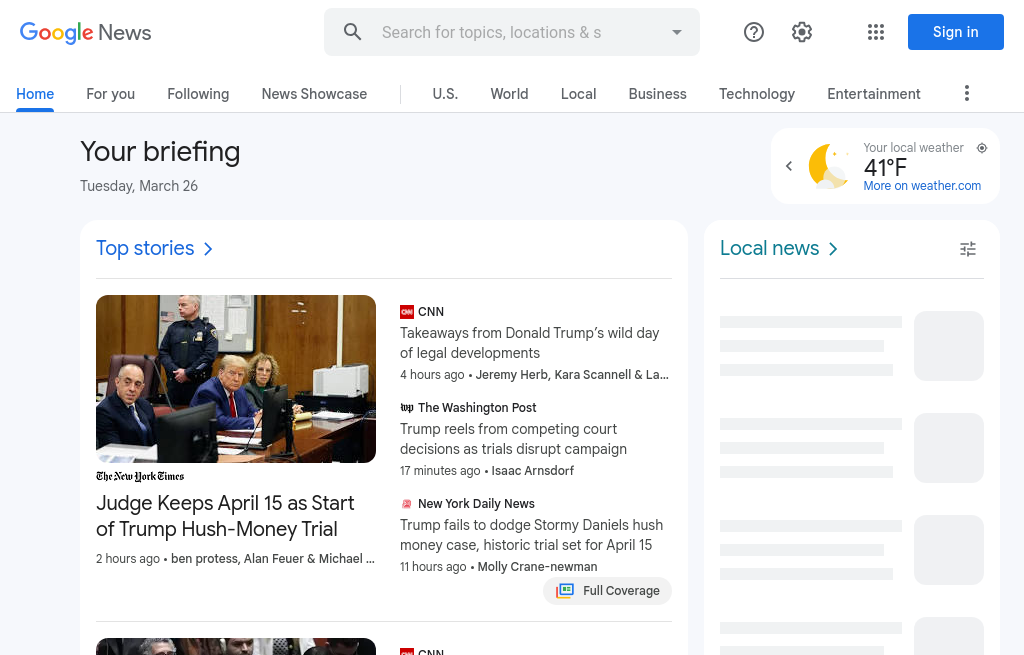 Google News
Search for topics, locations & s
Sign in
Home
For you
Following
News Showcase
U.S.
World
Local
Business
Technology
Entertainment
Your briefing
Tuesday, March 26
Your local weather
41°F
More on weather.com
Top stories
The New York Times
Judge Keeps April 15 as Start
of Trump Hush-Money Trial
2 hours ago • ben protess, Alan Feuer & Michael ...
CNN
Takeaways from Donald Trump's wild day
of legal developments
4 hours ago • Jeremy Herb, Kara Scannell & La...
wp The Washington Post
Trump reels from competing court
decisions as trials disrupt campaign
17 minutes ago • Isaac Arnsdorf
New York Daily News
Trump fails to dodge Stormy Daniels hush
money case, historic trial set for April 15
11 hours ago • Molly Crane-newman
Full Coverage
CNN
Local news